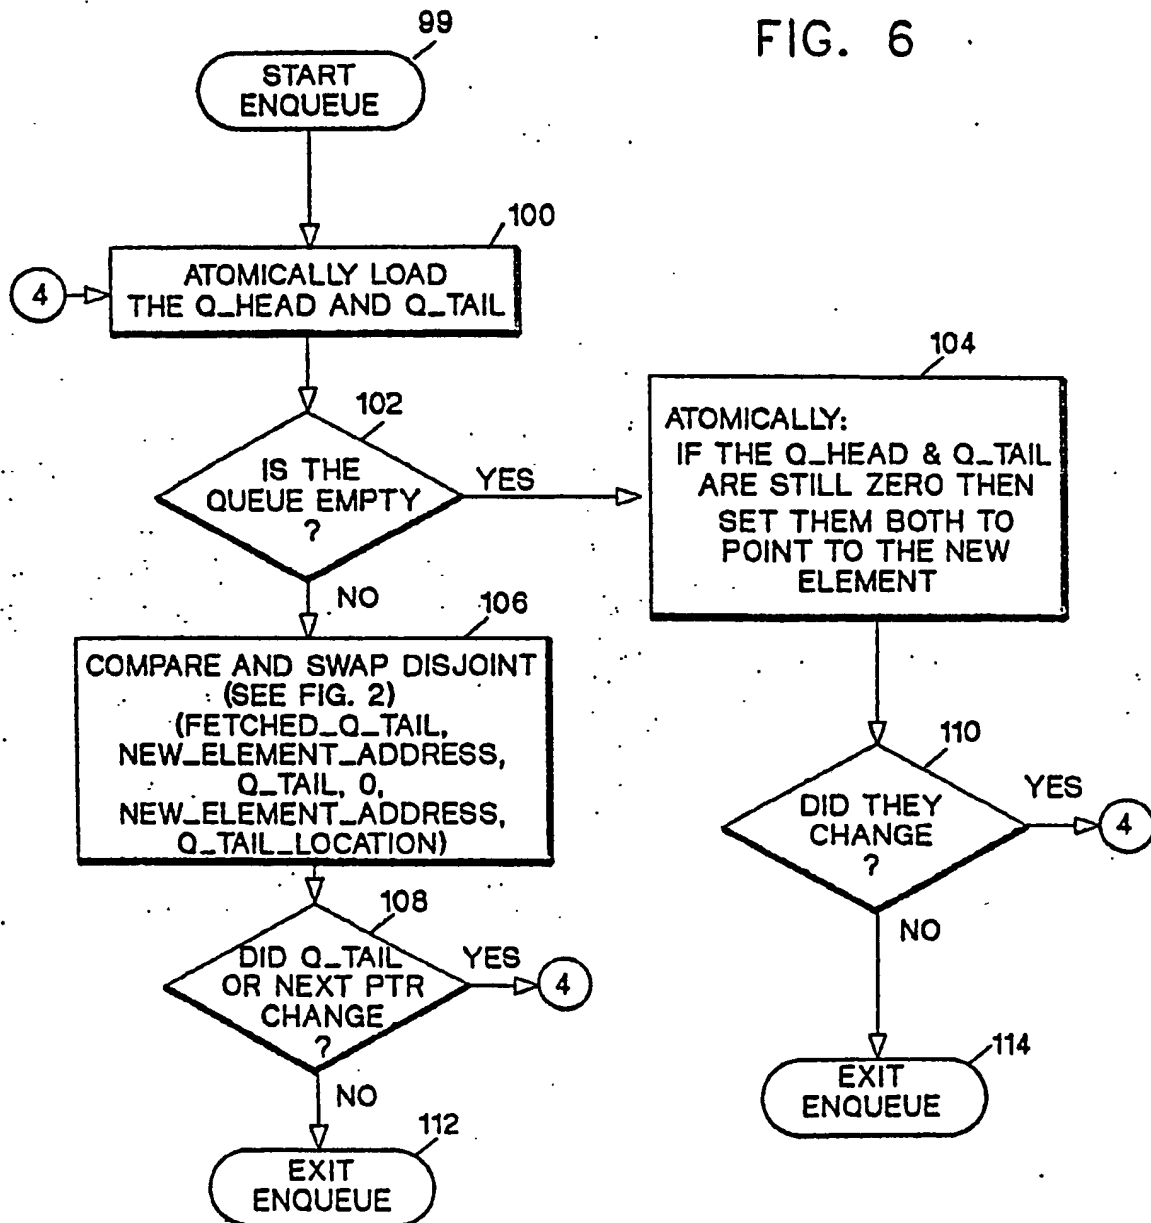 FIG. 6
99
START
ENQUEUE
100
4
ATOMICALLY LOAD
THE Q_HEAD AND Q_TAIL
102
IS THE
QUEUE EMPTY
?
YES
NO
104
ATOMICALLY:
IF THE Q_HEAD & Q_TAIL
ARE STILL ZERO THEN
SET THEM BOTH TO
POINT TO THE NEW
ELEMENT
106
COMPARE AND SWAP DISJOINT
(SEE FIG. 2)
(FETCHED_Q_TAIL,
NEW_ELEMENT_ADDRESS,
Q_TAIL, 0,
NEW_ELEMENT_ADDRESS,
Q_TAIL_LOCATION)
110
DID THEY
CHANGE
?
YES
4
NO
108
DID Q_TAIL
OR NEXT PTR
CHANGE
?
YES
4
NO
114
EXIT
ENQUEUE
112
EXIT
ENQUEUE